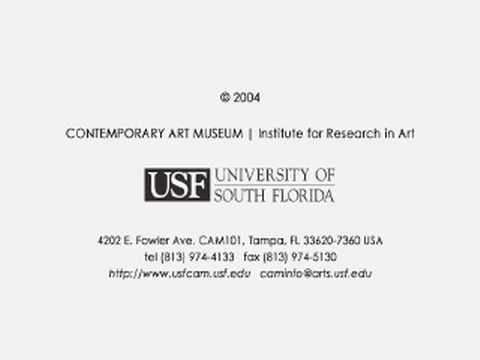 © 2004
CONTEMPORARY ART MUSEUM | Institute for Research in Art
USF UNIVERSITY OF
SOUTH FLORIDA
4202 E. Fowler Ave. CAM101, Tampa, FL 33620-7360 USA
tel (813) 974-4133 fax (813) 974-5130
http://www.usfcam.usf.edu caminfo@arts.usf.edu